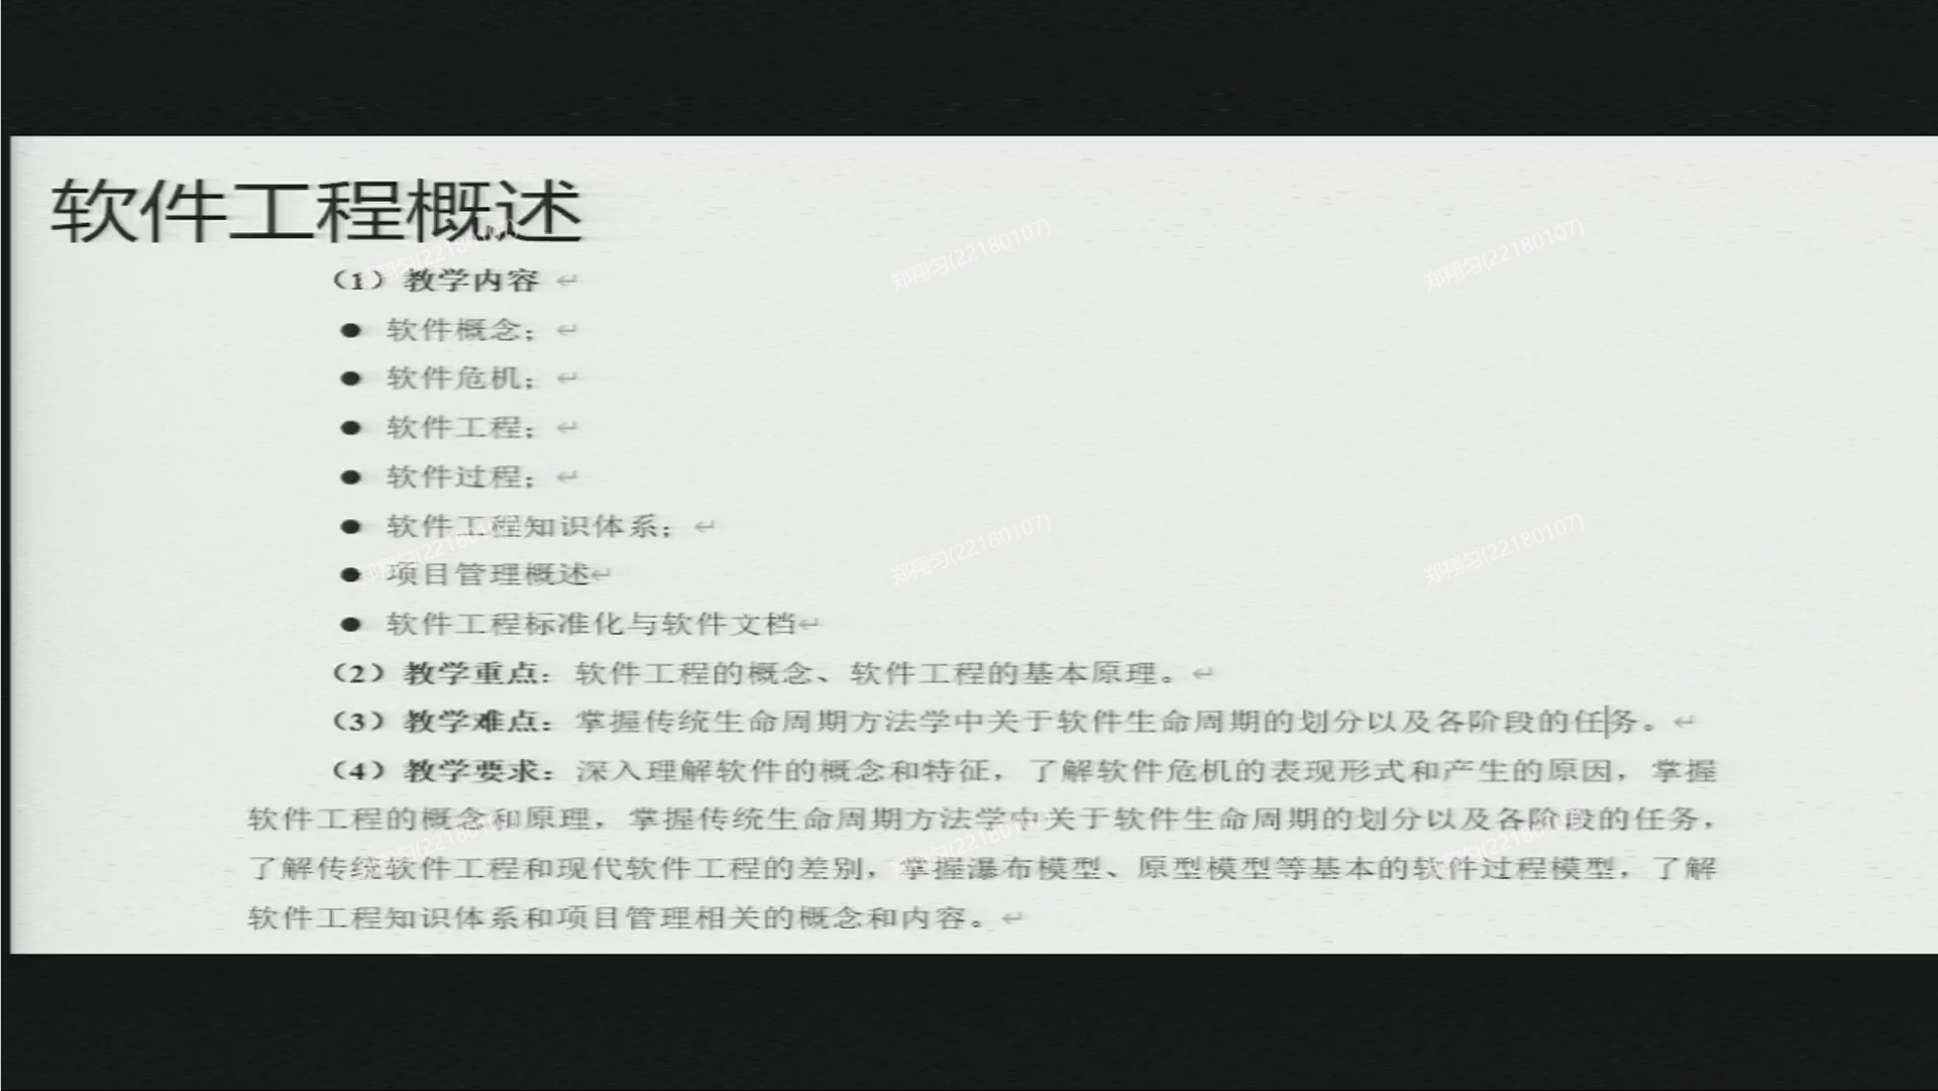 软件工程概述
（1）教学内容
● 软件概念；
● 软件危机；
● 软件工程；
● 软件过程；
● 软件工程知识体系；
● 项目管理概述
● 软件工程标准化与软件文档
（2）教学重点：软件工程的概念、软件工程的基本原理。
（3）教学难点：掌握传统生命周期方法学中关于软件生命周期的划分以及各阶段的任务。
（4）教学要求：深入理解软件的概念和特征，了解软件危机的表现形式和产生的原因，掌握
软件工程的概念和原理，掌握传统生命周期方法学中关于软件生命周期的划分以及各阶段的任务，
了解传统软件工程和现代软件工程的差别，掌握瀑布模型、原型模型等基本的软件过程模型，了解
软件工程知识体系和项目管理相关的概念和内容。
郑翔匀(22180107)
郑翔匀(22180107)
郑翔匀(22180107)
郑翔匀(22180107)